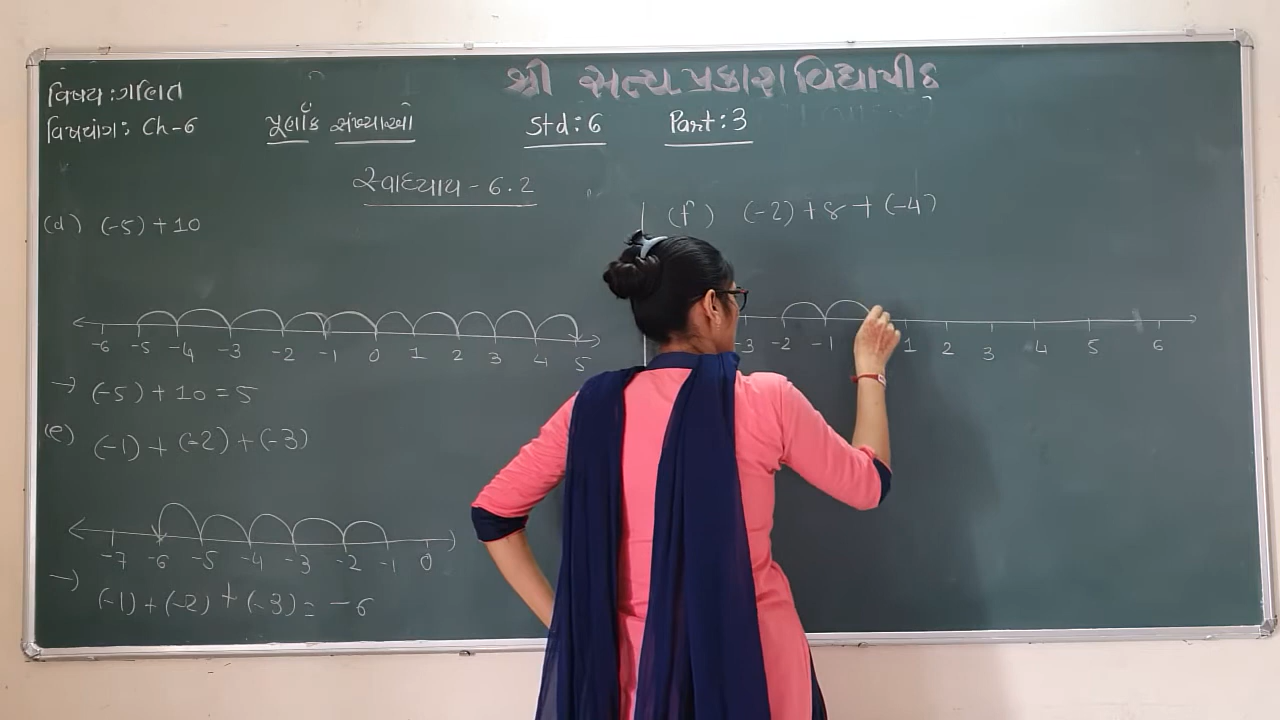 શ્રી સત્ય પ્રકાશ વિદ્યાપીઠ
વિષય : ગણિત
વિષયાંગ : Ch-6 પૂર્ણાંક સંખ્યાઓ Std : 6 Part : 3
સ્વાધ્યાય - 6.2
(d) (-5) + 10
-6 -5 -4 -3 -2 -1 0 1 2 3 4 5
→ (-5) + 10 = 5
(e) (-1) + (-2) + (-3)
-7 -6 -5 -4 -3 -2 -1 0
→ (-1) + (-2) + (-3) = -6
(f) (-2) + 8 + (-4)
-3 -2 -1 1 2 3 4 5 6